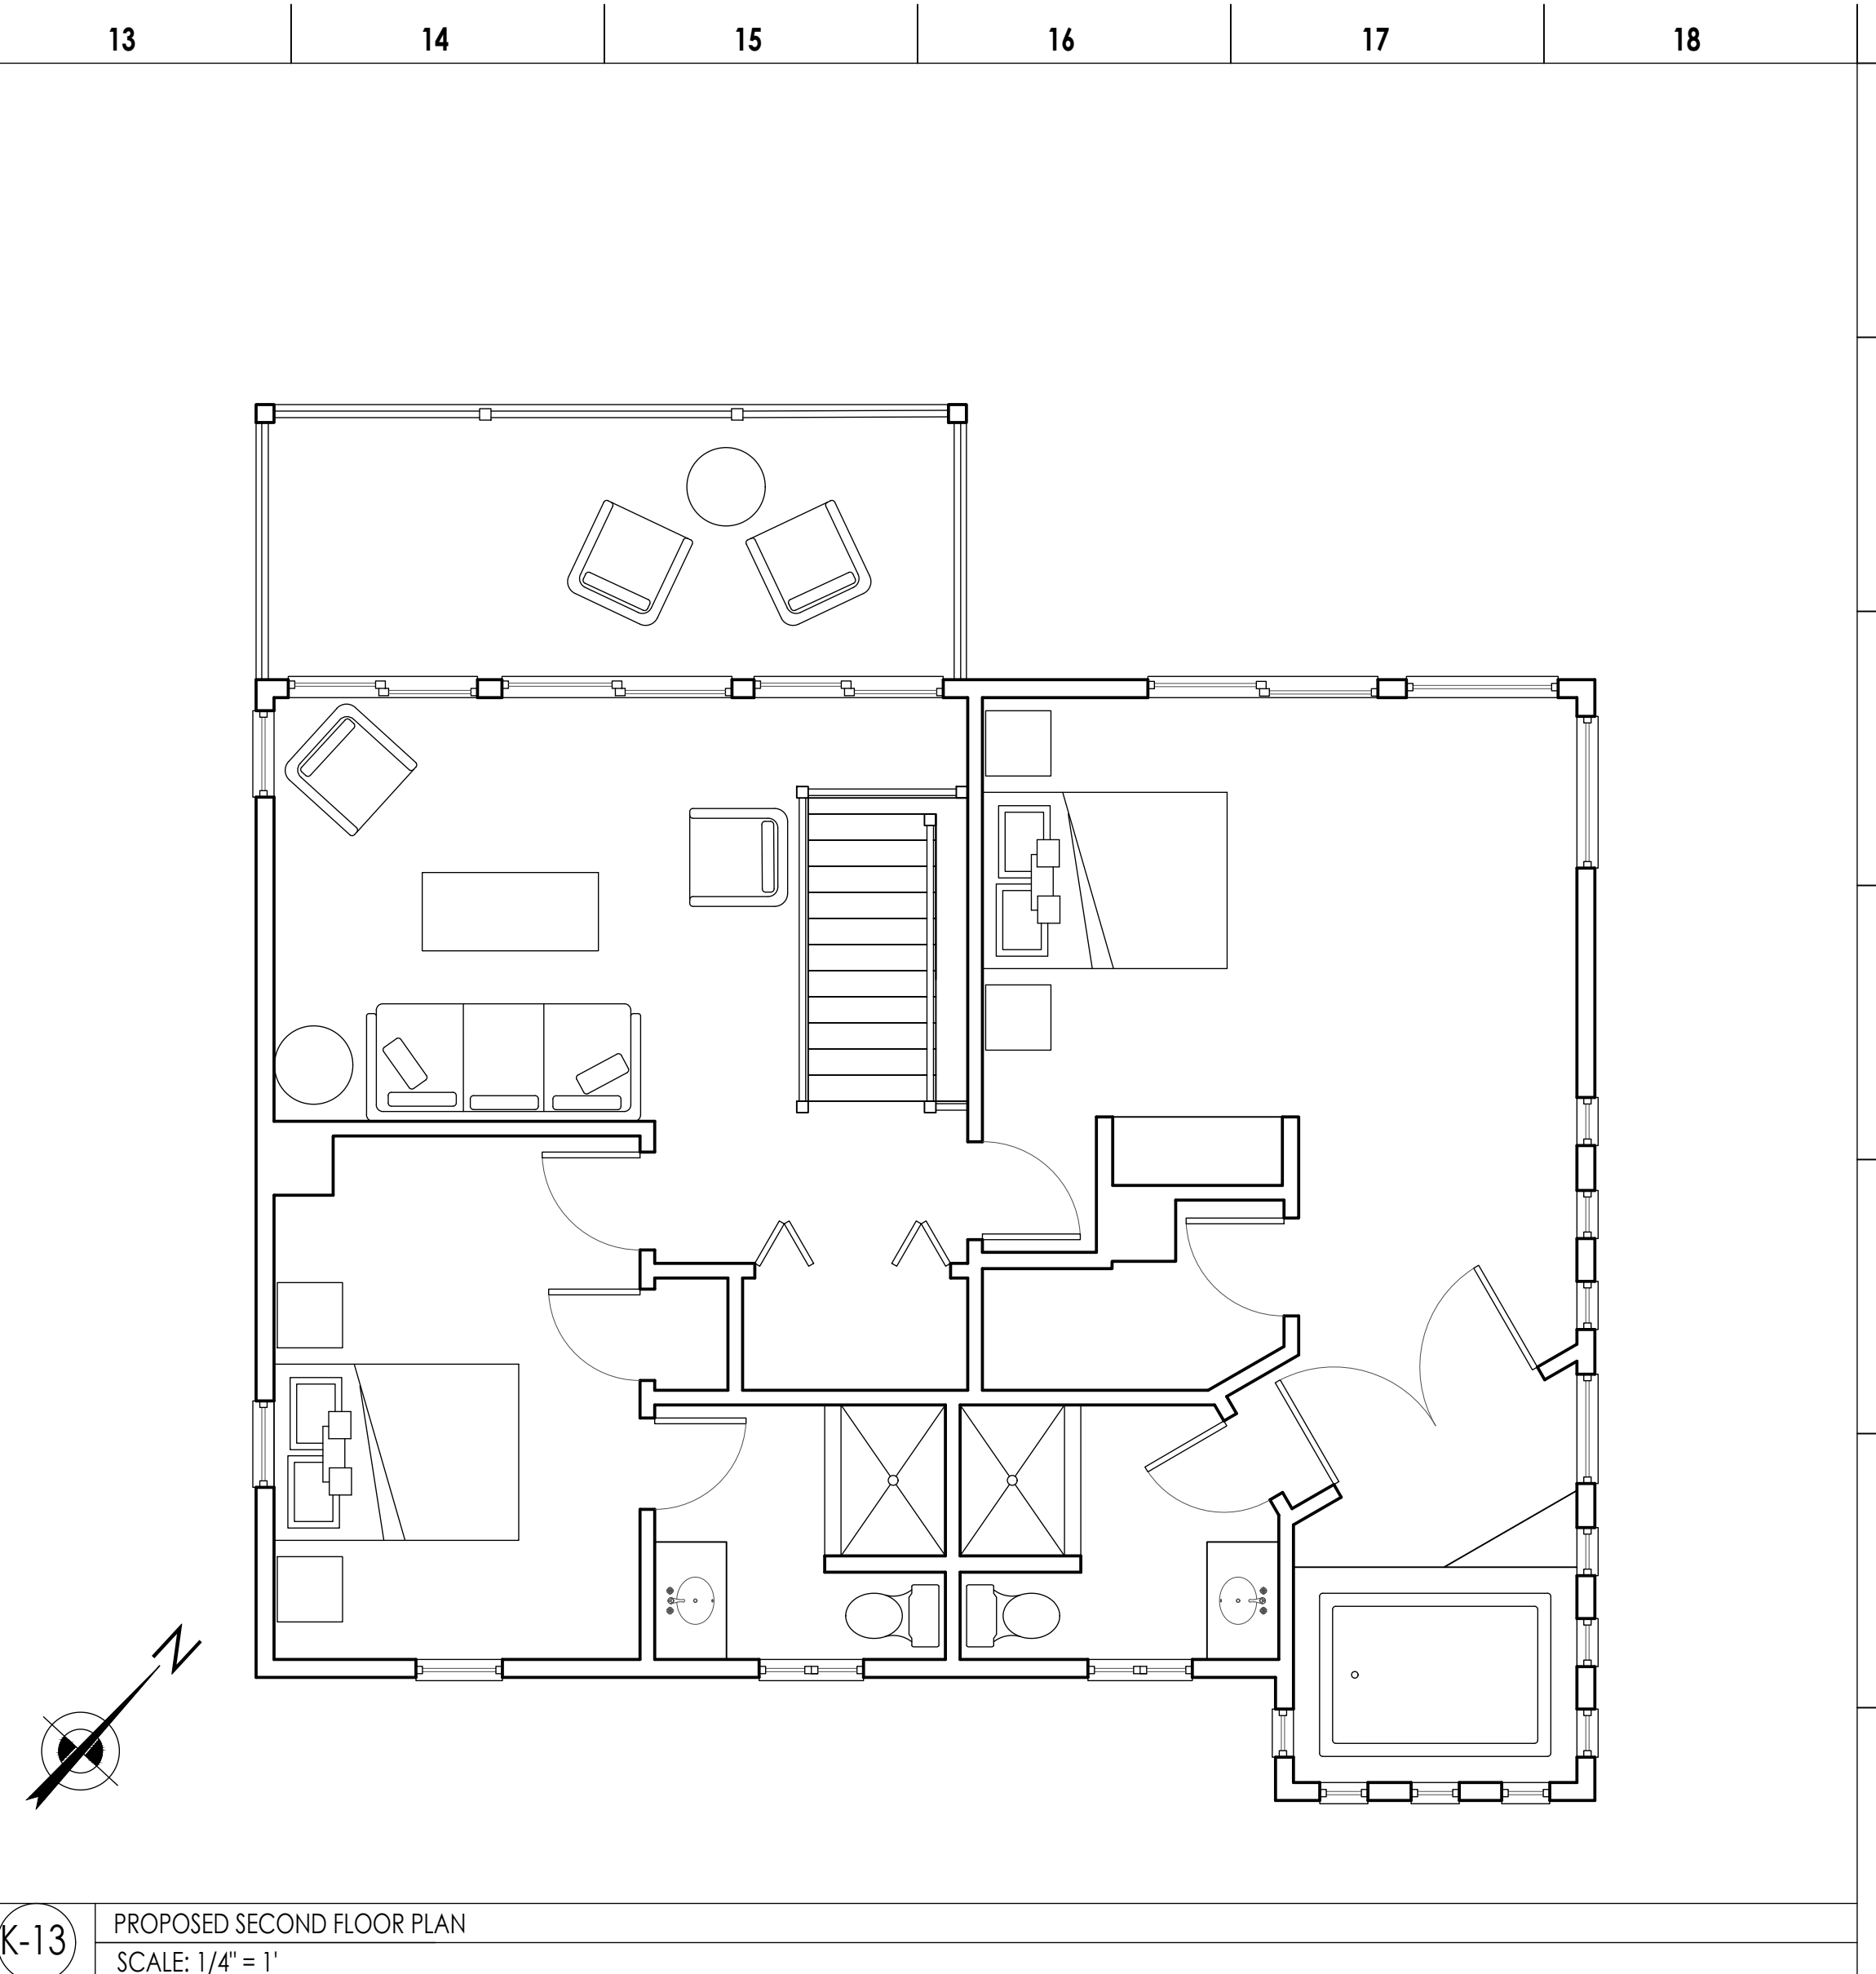 13 14 15 16 17 18
N
K-13
PROPOSED SECOND FLOOR PLAN
SCALE: 1/4" = 1'